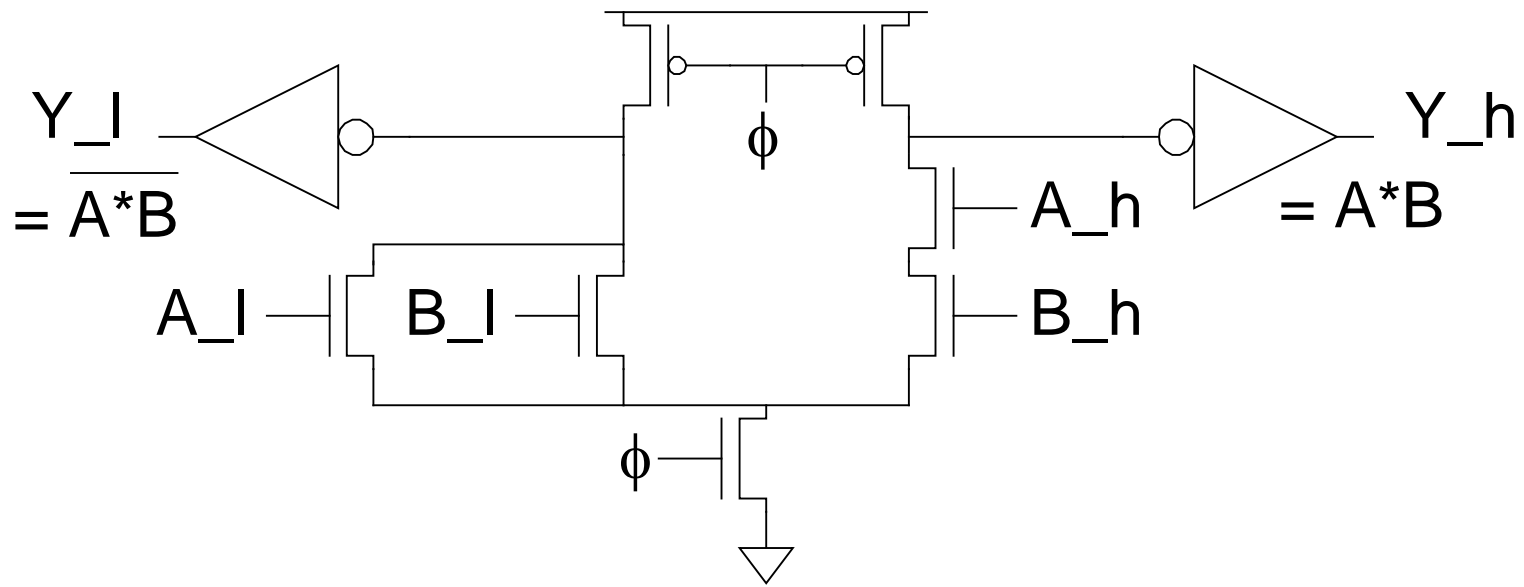 Y_l
= A*B
A_l
B_l
ϕ
ϕ
Y_h
= A*B
A_h
B_h